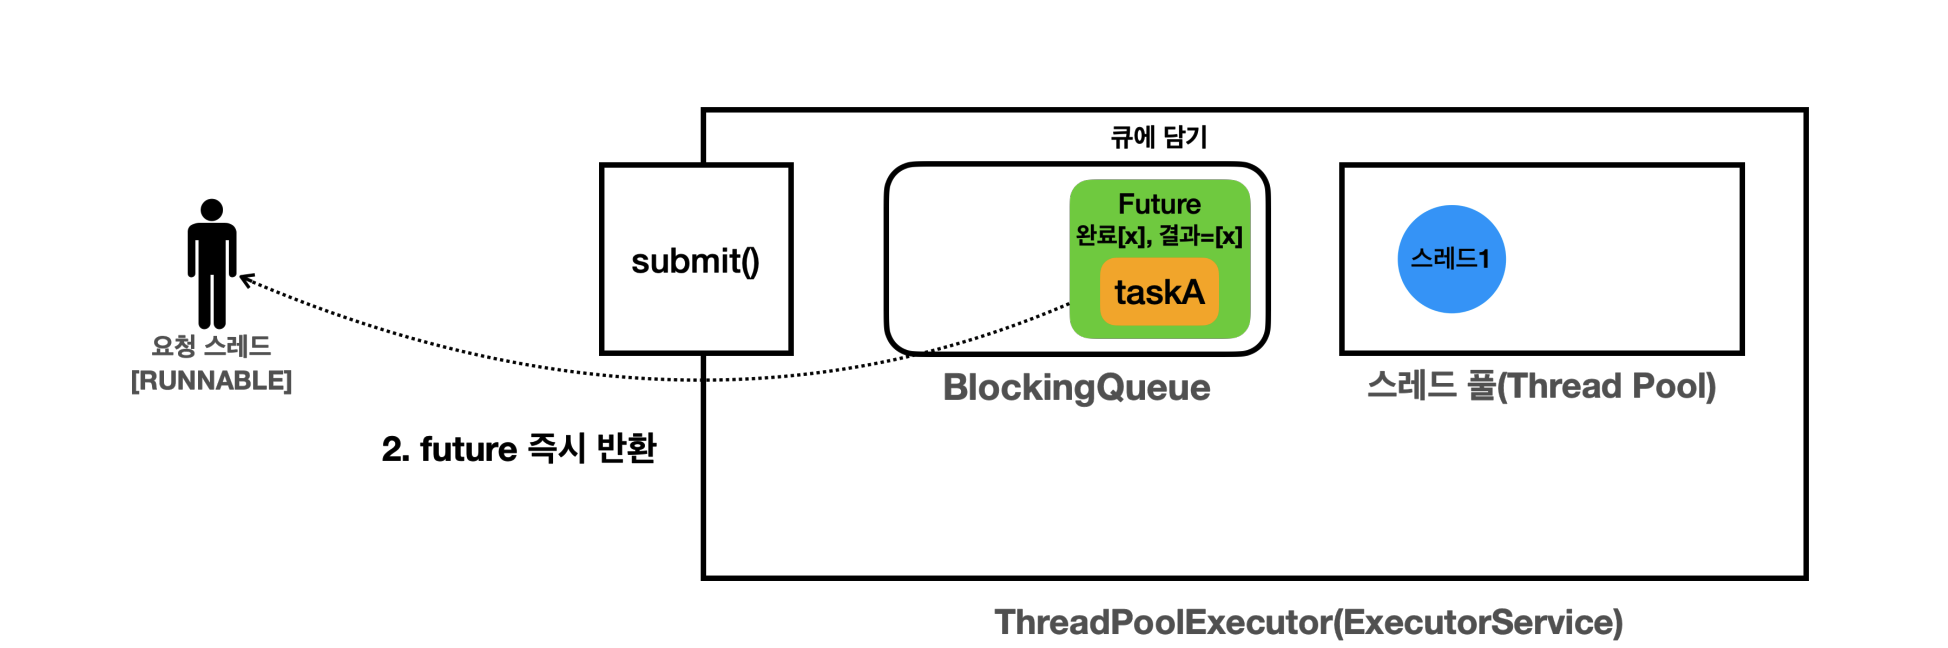 큐에 담기
요청 스레드
[RUNNABLE]
submit()
Future
완료[x], 결과=[x]
taskA
BlockingQueue
스레드1
스레드 풀(Thread Pool)
2. future 즉시 반환
ThreadPoolExecutor(ExecutorService)